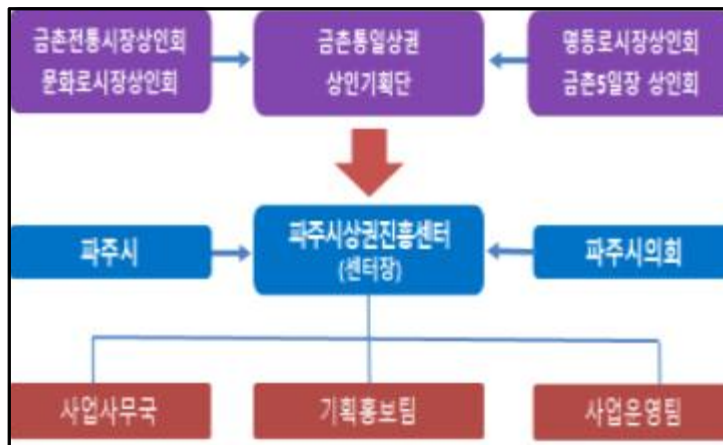 금촌전통시장상인회
문화로시장상인회
금촌통일상권
상인기획단
명동로시장상인회
금촌5일장 상인회
파주시
파주시상권진흥센터
(센터장)
파주시의회
사업사무국
기획홍보팀
사업운영팀